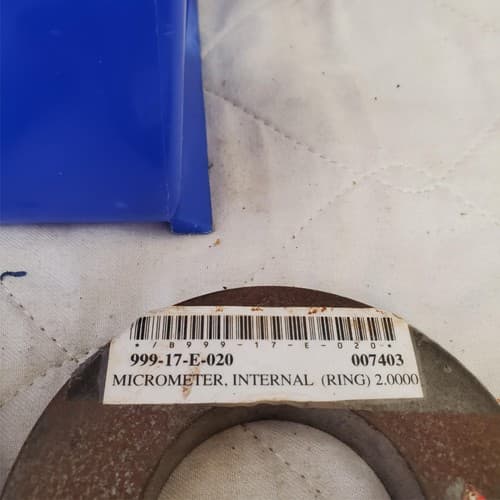 */B999-17-E-020*
999-17-E-020 007403
MICROMETER, INTERNAL (RING) 2.0000